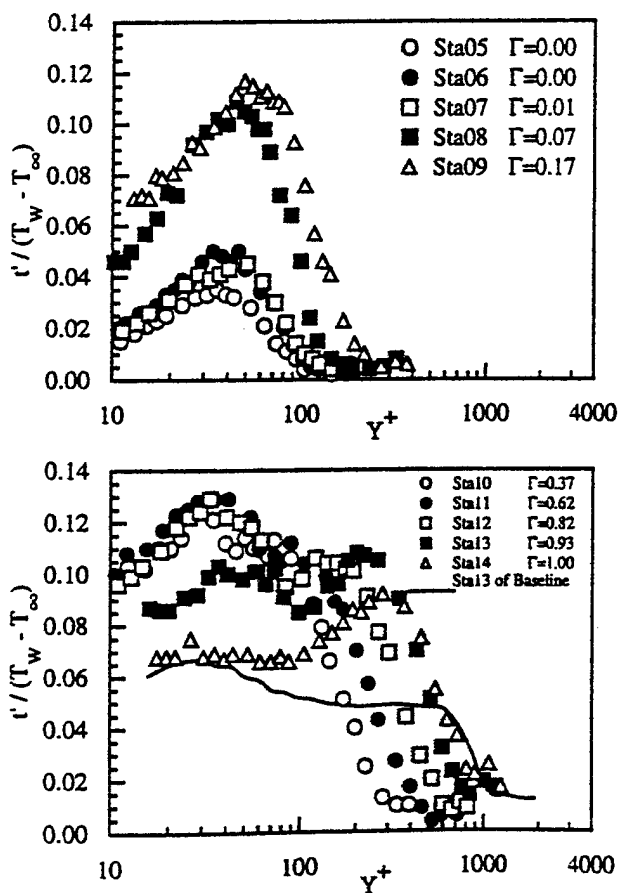 0.14
0.12
0.10
0.08
0.06
0.04
0.02
0.00
t'/(T_W - T_∞)
○ Sta05 Γ=0.00
● Sta06 Γ=0.00
□ Sta07 Γ=0.01
■ Sta08 Γ=0.07
△ Sta09 Γ=0.17
10 100 1000 4000
Y⁺
0.14
0.12
0.10
0.08
0.06
0.04
0.02
0.00
t'/(T_W - T_∞)
○ Sta10 Γ=0.37
● Sta11 Γ=0.62
□ Sta12 Γ=0.82
■ Sta13 Γ=0.93
△ Sta14 Γ=1.00
Sta13 of Baseline
10 100 1000 4000
Y⁺